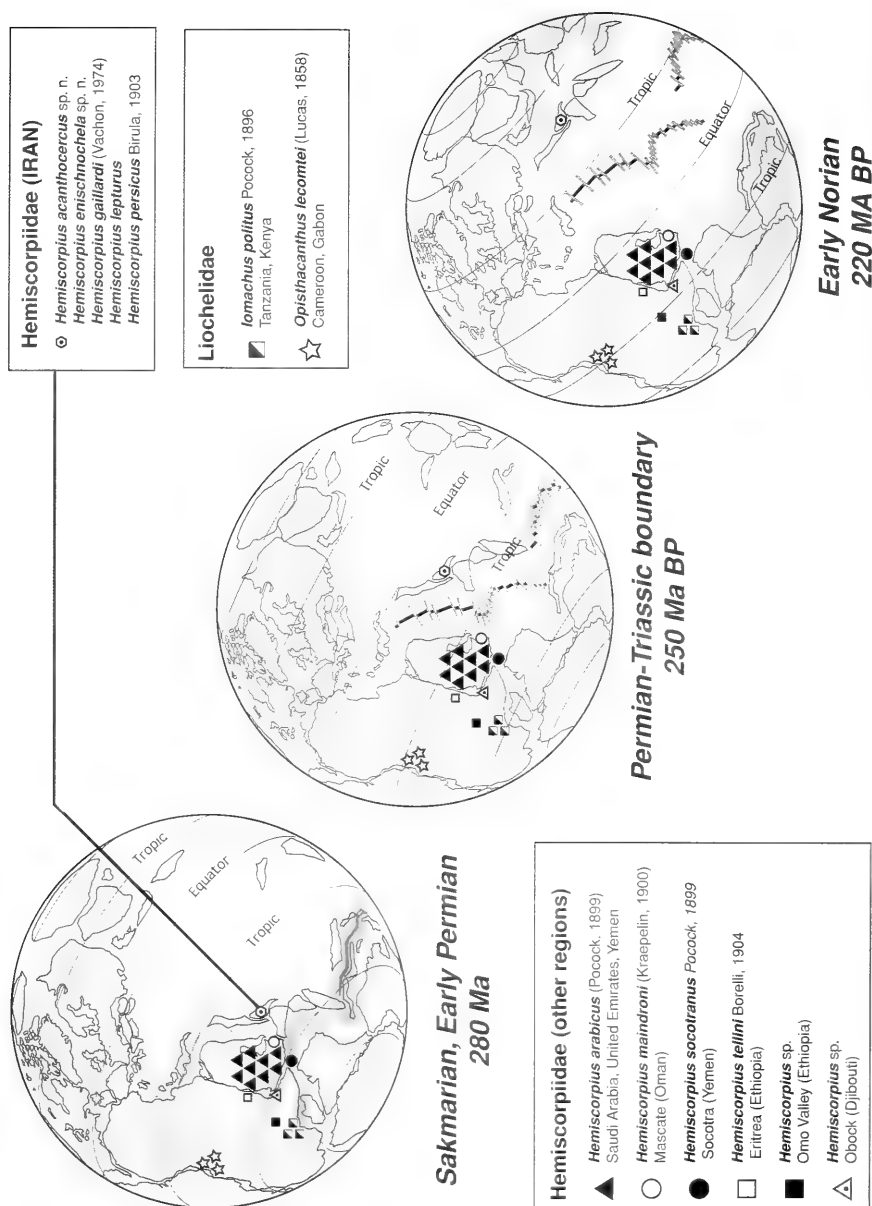 Hemiscorpiidae (IRAN)
Hemiscorpius acanthocercus sp. n.
Hemiscorpius enischnochela sp. n.
Hemiscorpius gaillardi (Vachon, 1974)
Hemiscorpius lepturus
Hemiscorpius persicus Birula, 1903
Liochelidae
Iomachus politus Pocock, 1896
Tanzania, Kenya
Opisthacanthus lecomtei (Lucas, 1858)
Cameroon, Gabon
Tropic
Equator
Tropic
Sakmarian, Early Permian
280 Ma
Tropic
Equator
Tropic
Permian-Triassic boundary
250 Ma BP
Tropic
Equator
Tropic
Early Norian
220 MA BP
Hemiscorpiidae (other regions)
Hemiscorpius arabicus (Pocock, 1899)
Saudi Arabia, United Emirates, Yemen
Hemiscorpius maindroni (Kraepelin, 1900)
Mascate (Oman)
Hemiscorpius socotranus Pocock, 1899
Socotra (Yemen)
Hemiscorpius tellini Borelli, 1904
Eritrea (Ethiopia)
Hemiscorpius sp.
Omo Valley (Ethiopia)
Hemiscorpius sp.
Obock (Djibouti)